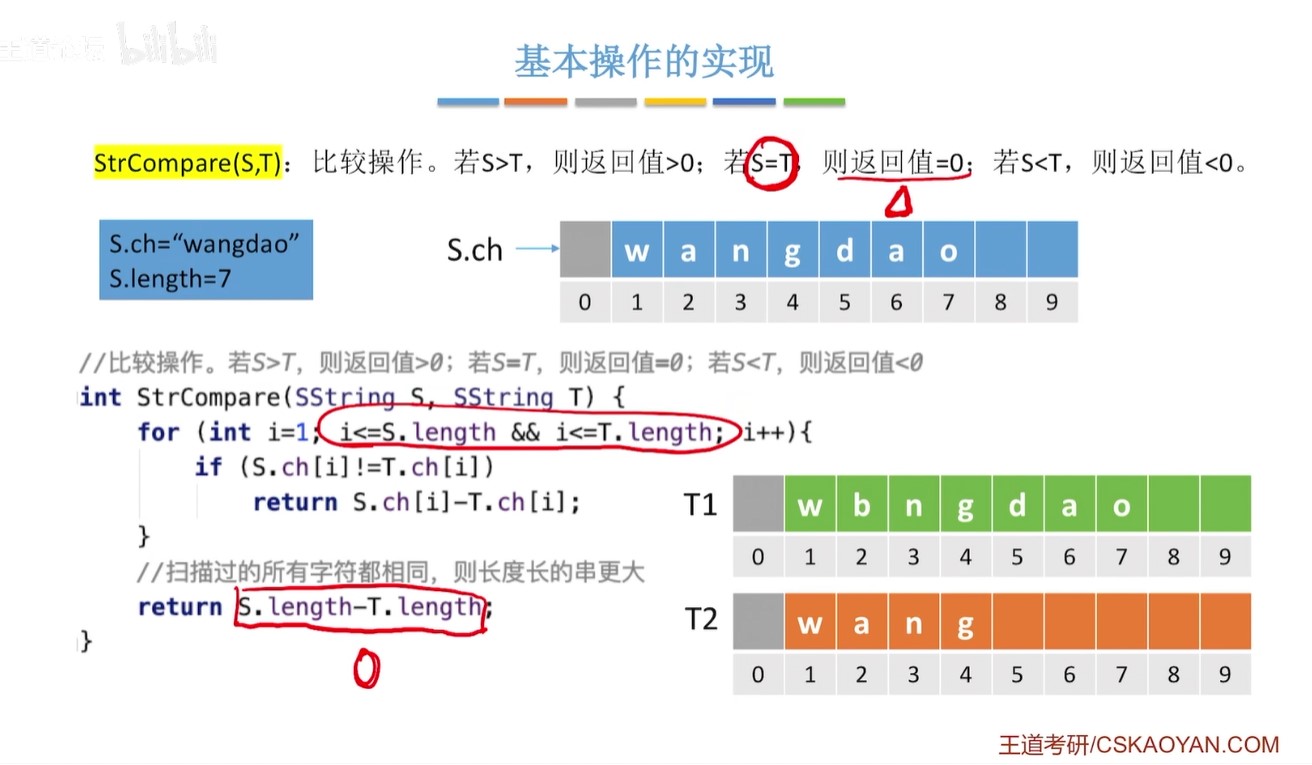 bilibili
基本操作的实现
StrCompare(S,T)：比较操作。若S>T，则返回值>0；若S=T，则返回值=0；若S<T，则返回值<0。
S.ch=“wangdao”
S.length=7
S.ch
w a n g d a o
0 1 2 3 4 5 6 7 8 9
//比较操作。若S>T，则返回值>0；若S=T，则返回值=0；若S<T，则返回值<0
int StrCompare(SString S, SString T) {
for (int i=1; i<=S.length && i<=T.length; i++){
if (S.ch[i]!=T.ch[i])
return S.ch[i]-T.ch[i];
}
//扫描过的所有字符都相同，则长度长的串更大
return S.length-T.length;
}
0
T1
w b n g d a o
0 1 2 3 4 5 6 7 8 9
T2
w a n g
0 1 2 3 4 5 6 7 8 9
王道考研/CSKAOYAN.COM